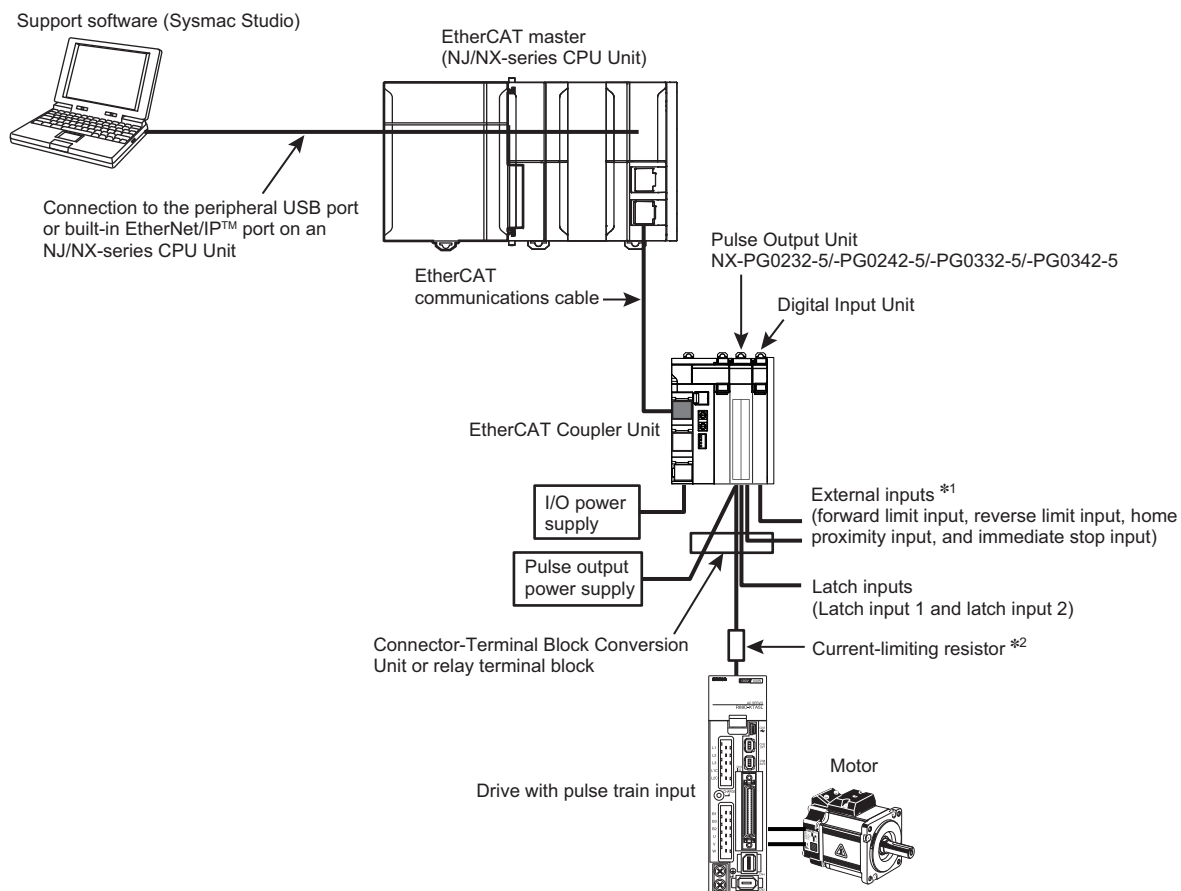 Support software (Sysmac Studio)
EtherCAT master
(NJ/NX-series CPU Unit)
Connection to the peripheral USB port
or built-in EtherNet/IP™ port on an
NJ/NX-series CPU Unit
EtherCAT
communications cable
Pulse Output Unit
NX-PG0232-5/-PG0242-5/-PG0332-5/-PG0342-5
Digital Input Unit
EtherCAT Coupler Unit
I/O power
supply
External inputs *1
(forward limit input, reverse limit input, home
proximity input, and immediate stop input)
Pulse output
power supply
Latch inputs
(Latch input 1 and latch input 2)
Connector-Terminal Block Conversion
Unit or relay terminal block
Current-limiting resistor *2
Drive with pulse train input
Motor